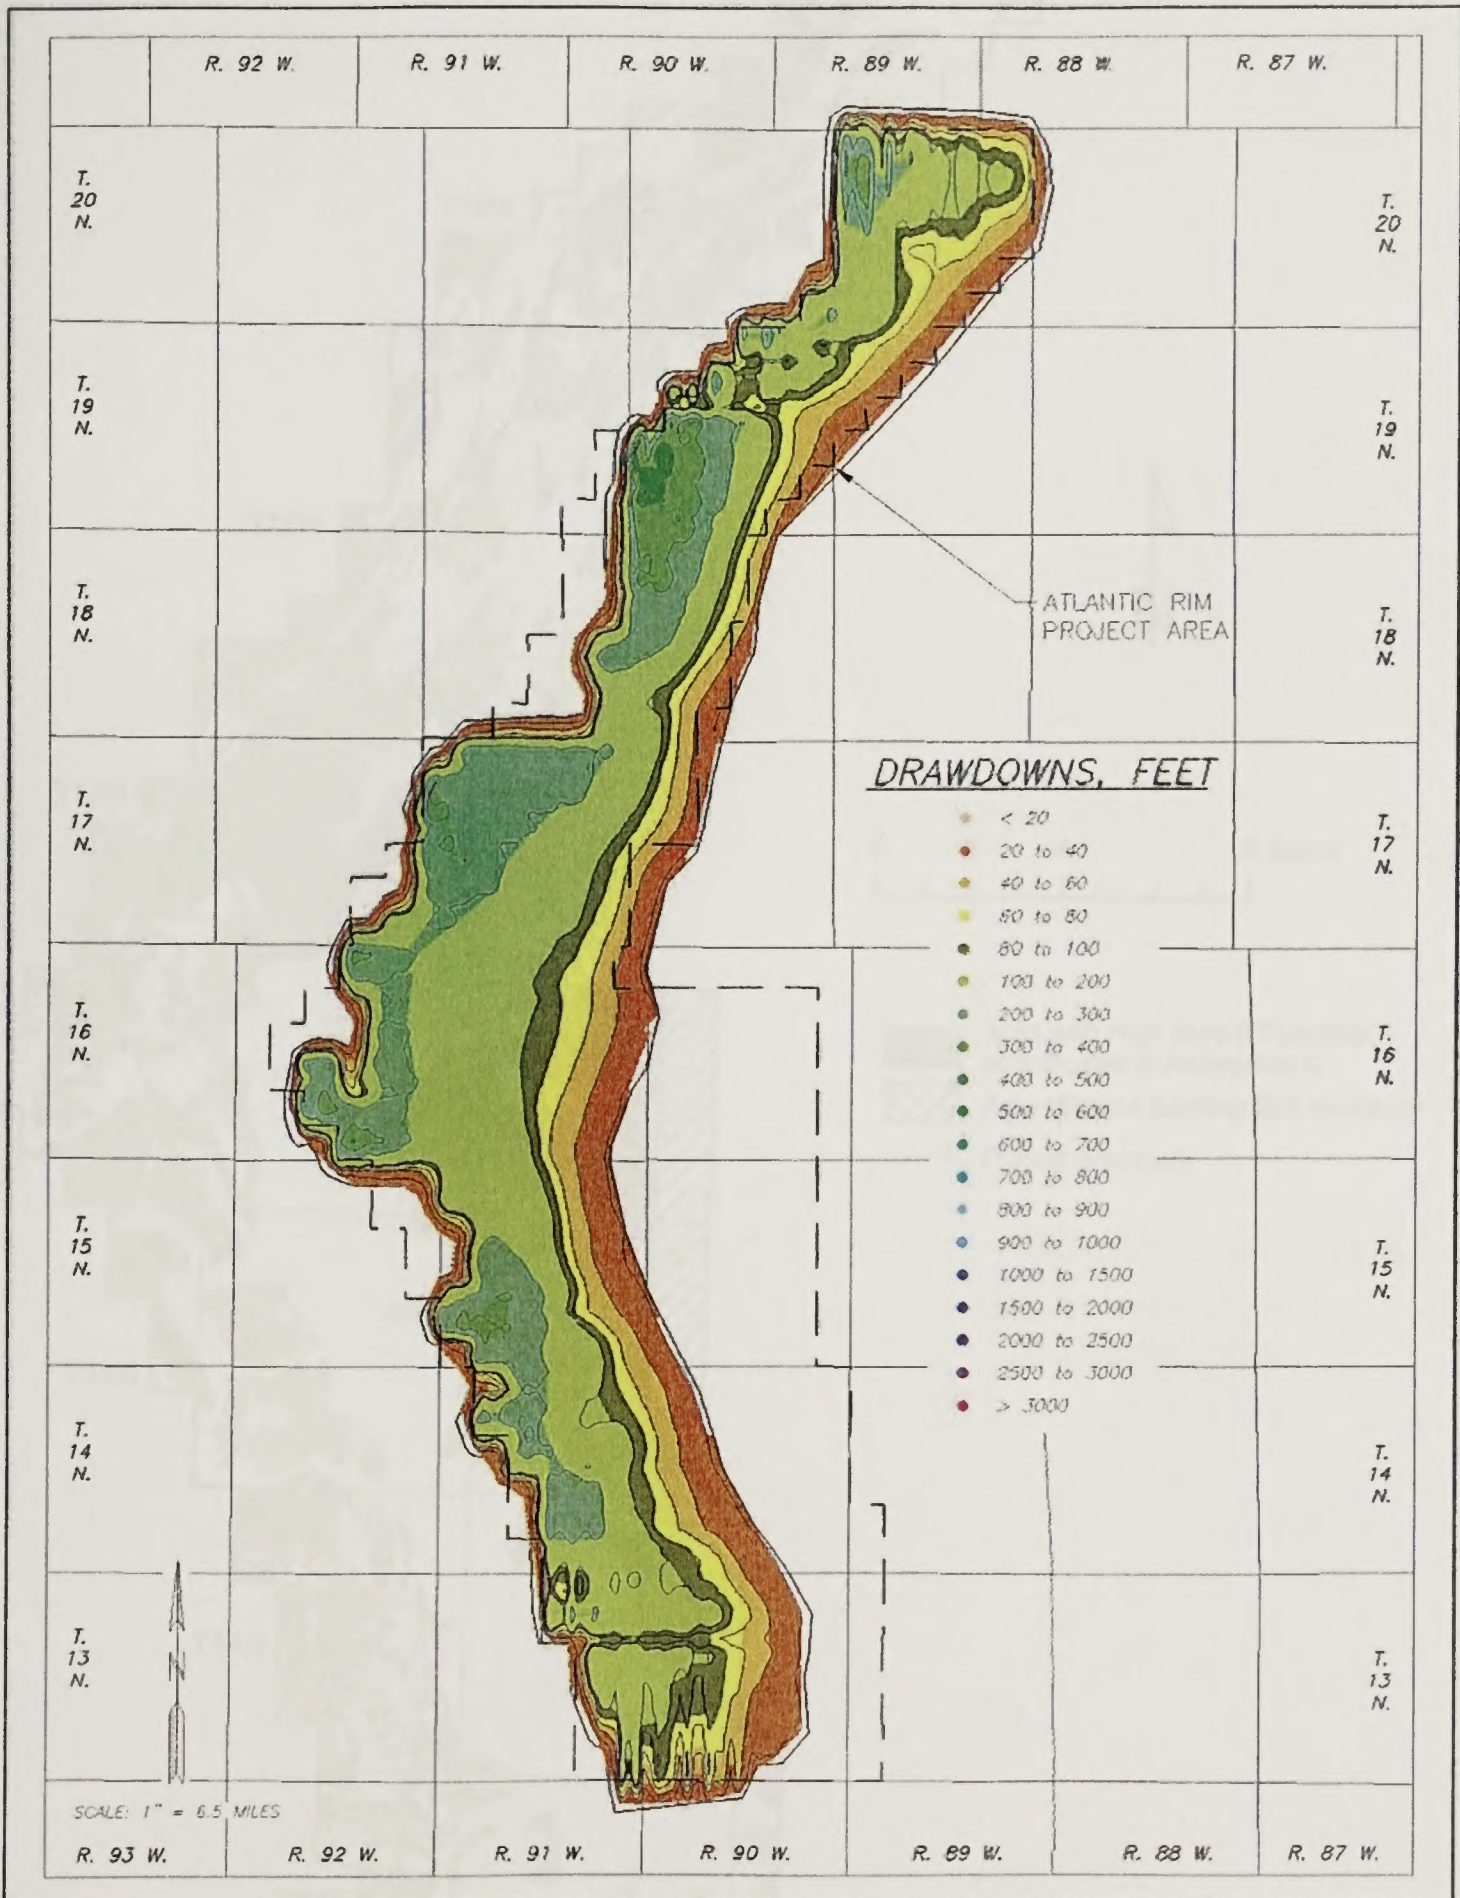 R. 92 W. R. 91 W. R. 90 W. R. 89 W. R. 88 W. R. 87 W.
T.
20
N.
T.
20
N.
T.
19
N.
T.
19
N.
ATLANTIC RIM
PROJECT AREA
T.
18
N.
T.
18
N.
DRAWDOWNS, FEET
< 20
20 to 40
40 to 60
60 to 80
80 to 100
100 to 200
200 to 300
300 to 400
400 to 500
500 to 600
600 to 700
700 to 800
800 to 900
900 to 1000
1000 to 1500
1500 to 2000
2000 to 2500
2500 to 3000
> 3000
T.
17
N.
T.
17
N.
T.
16
N.
T.
16
N.
T.
15
N.
T.
15
N.
T.
14
N.
T.
14
N.
T.
13
N.
T.
13
N.
N
SCALE: 1" = 6.5 MILES
R. 93 W. R. 92 W. R. 91 W. R. 90 W. R. 89 W. R. 88 W. R. 87 W.